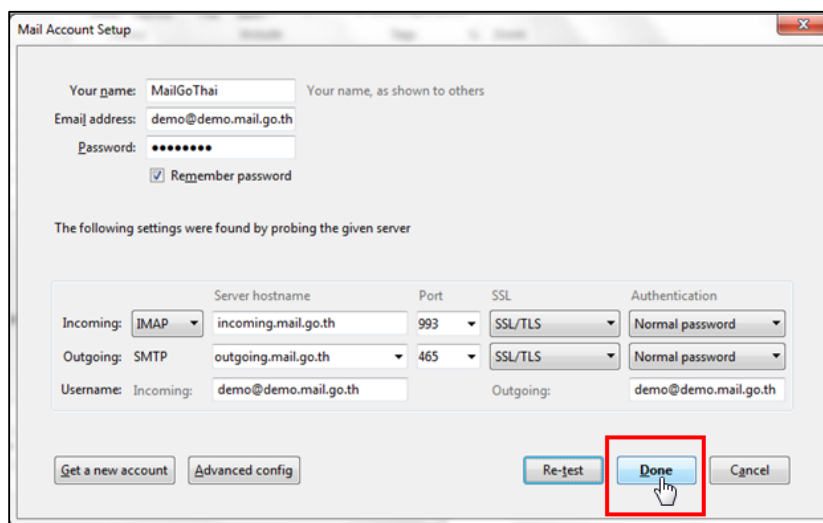 Mail Account Setup
Your name: MailGoThai Your name, as shown to others
Email address: demo@demo.mail.go.th
Password: ••••••••
Remember password
The following settings were found by probing the given server
Server hostname Port SSL Authentication
Incoming: IMAP incoming.mail.go.th 993 SSL/TLS Normal password
Outgoing: SMTP outgoing.mail.go.th 465 SSL/TLS Normal password
Username: Incoming: demo@demo.mail.go.th Outgoing: demo@demo.mail.go.th
Get a new account Advanced config Re-test Done Cancel